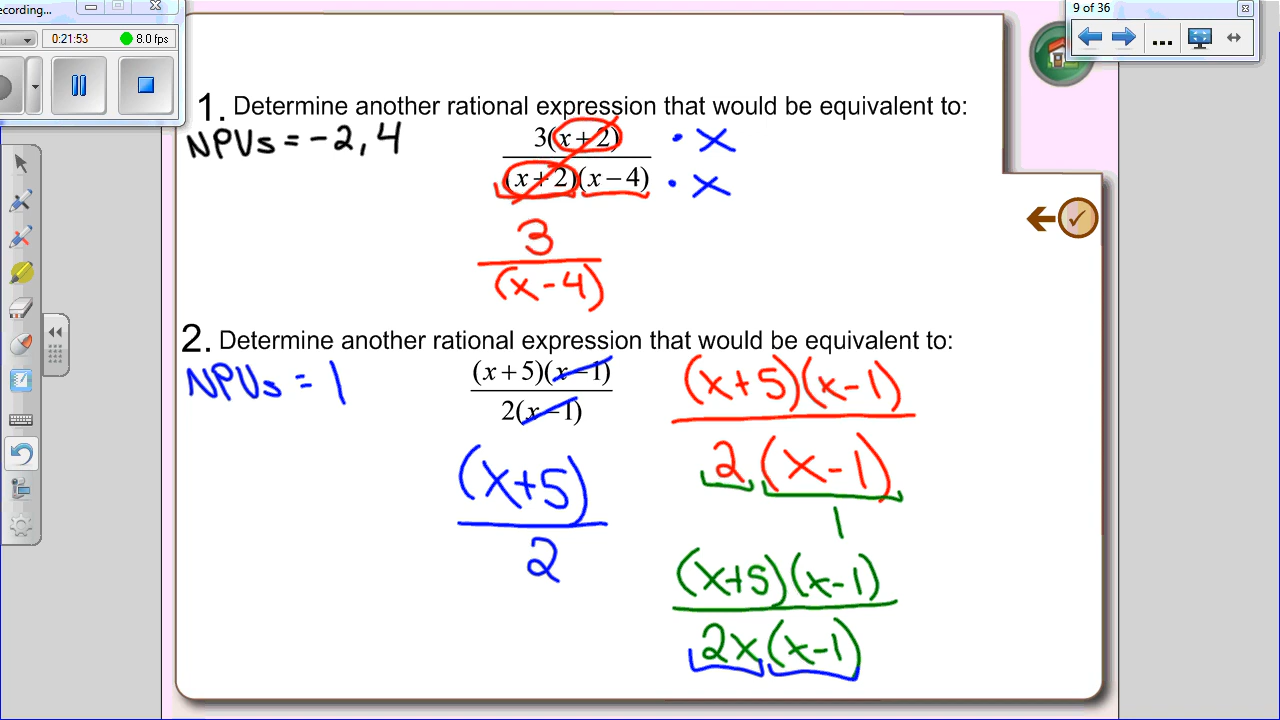 ecording...
0:21:53 8.0 fps
9 of 36
...
1. Determine another rational expression that would be equivalent to:
NPVs = -2, 4
3(x + 2) · x
(x + 2)(x − 4) · x
3
(x - 4)
2. Determine another rational expression that would be equivalent to:
NPVs = 1
(x + 5)(x − 1)
2(x − 1)
(x+5)(x-1)
2(x-1)
1
(x+5)
2
(x+5)(x-1)
2x(x-1)